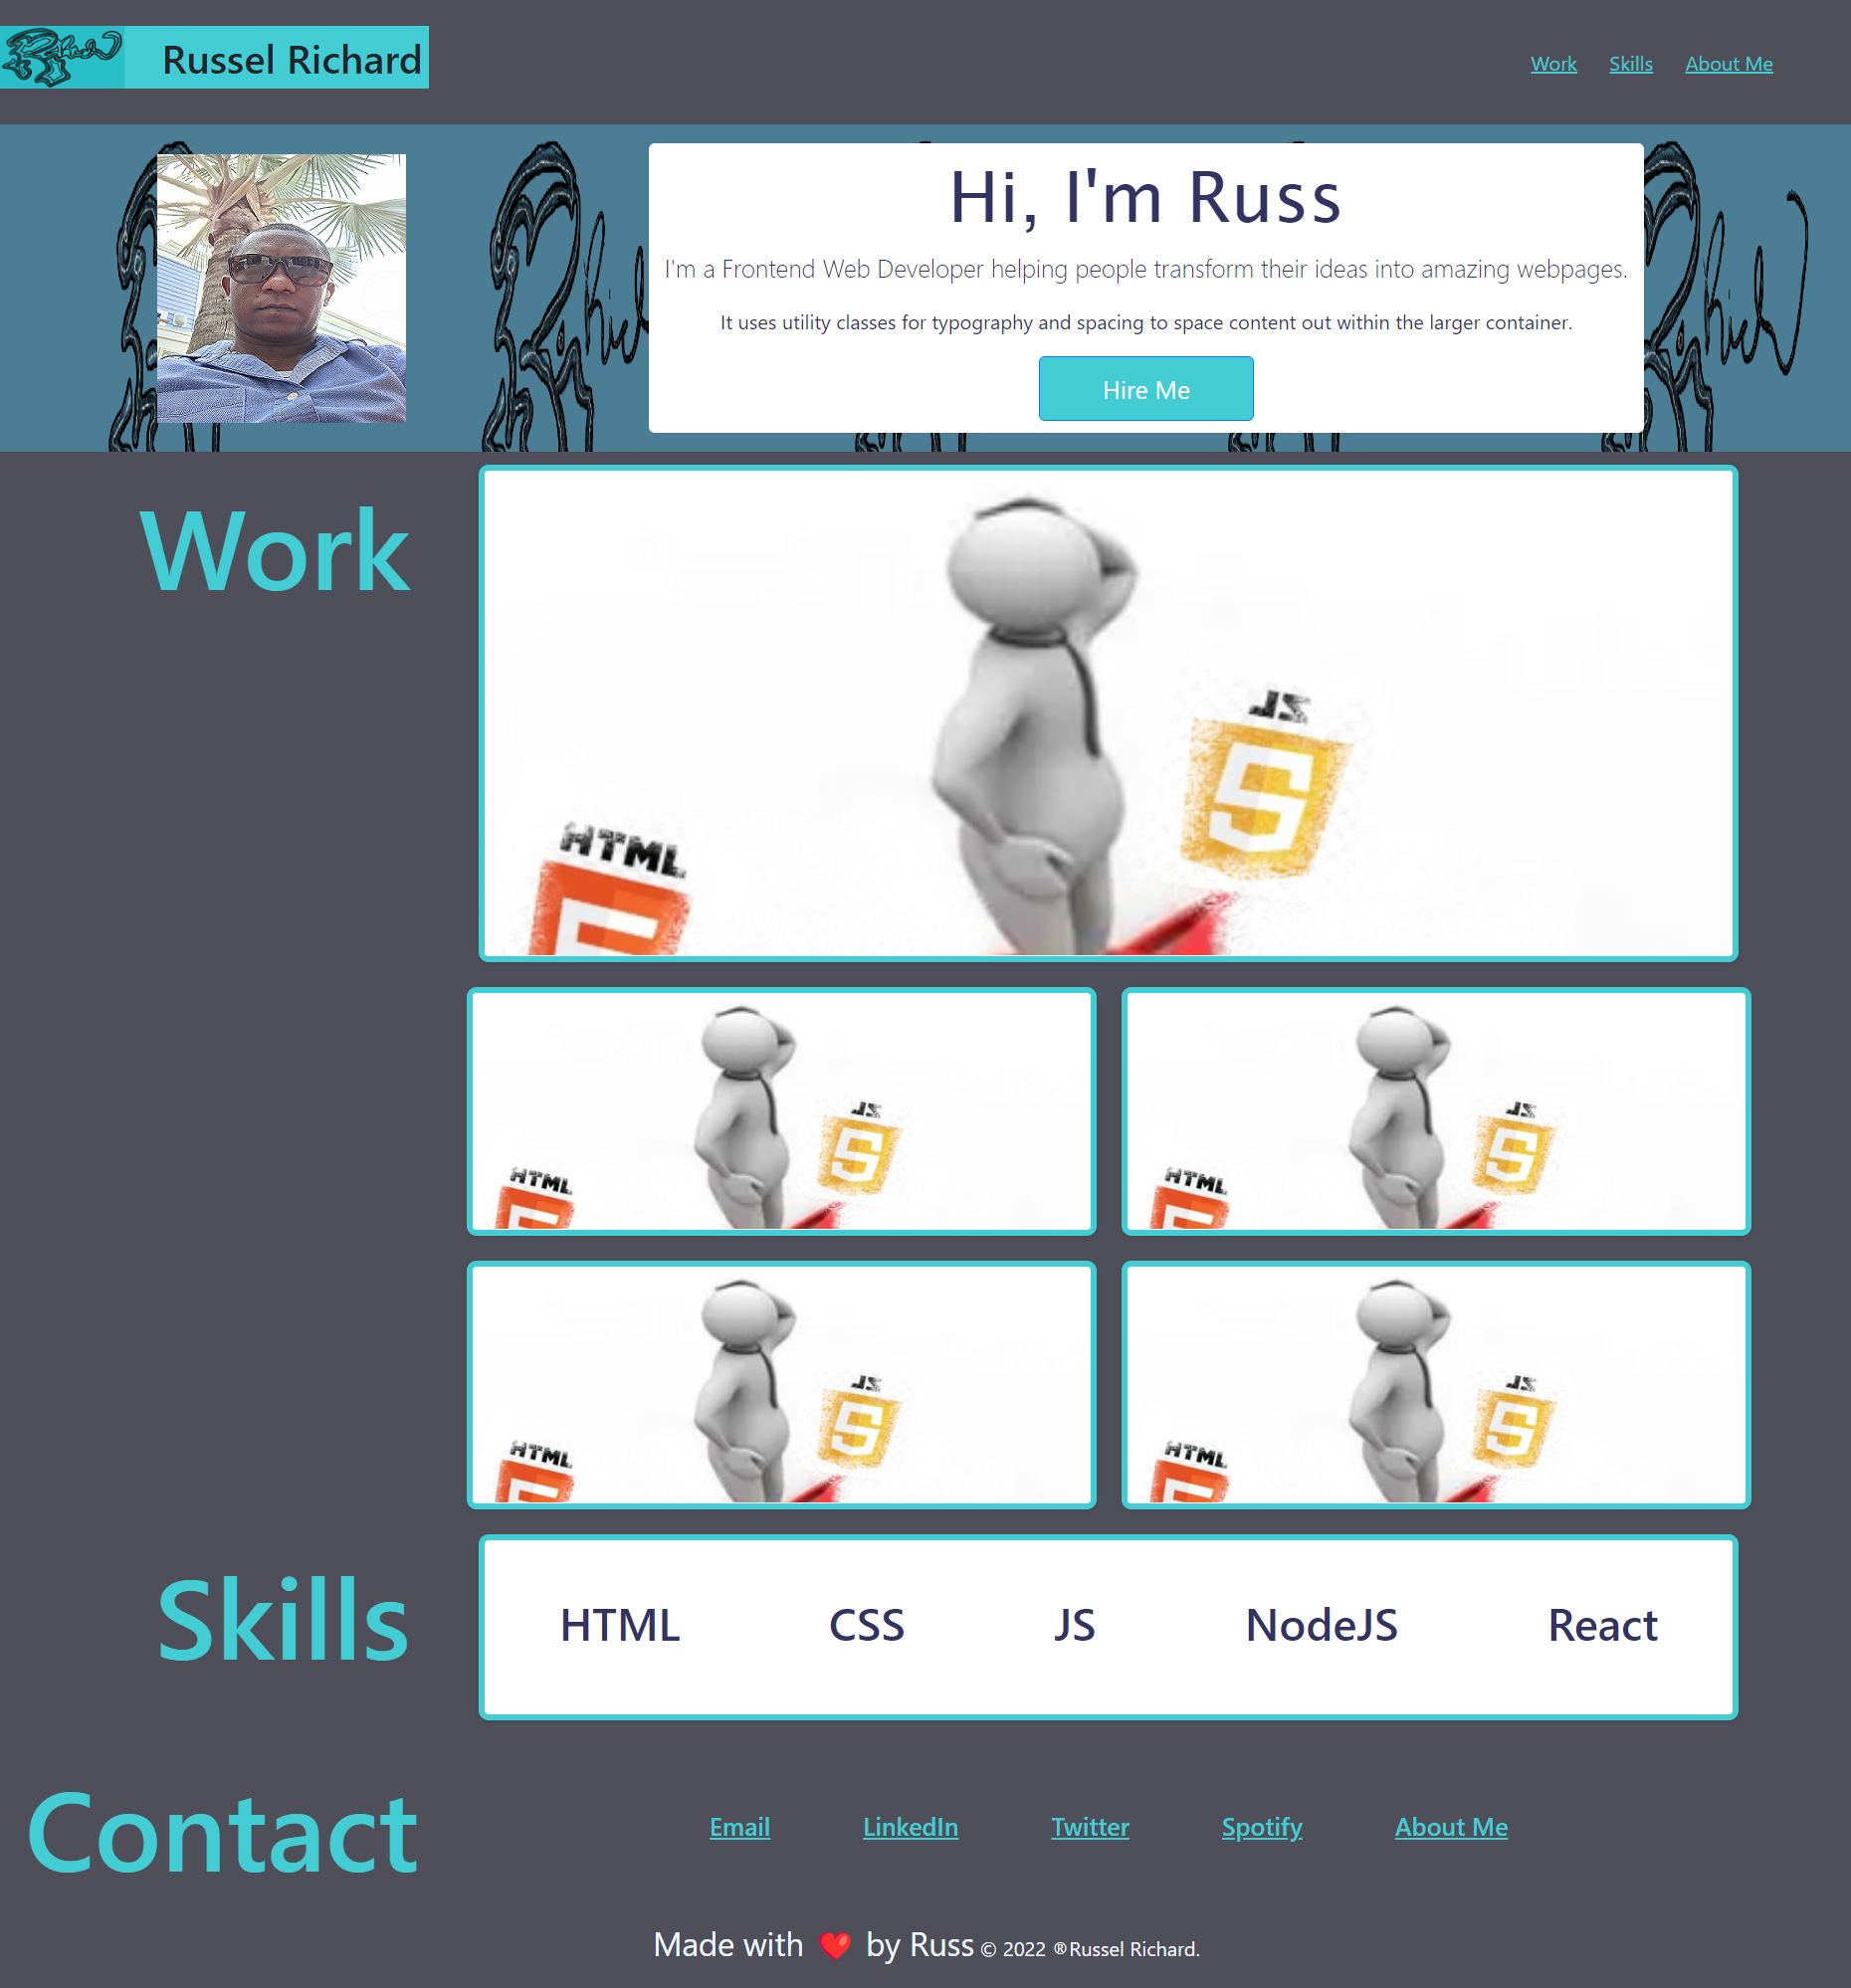 Russel Richard
Work Skills About Me
Hi, I'm Russ
I'm a Frontend Web Developer helping people transform their ideas into amazing webpages.
It uses utility classes for typography and spacing to space content out within the larger container.
Hire Me
Work
JS
HTML
JS
HTML
JS
HTML
JS
HTML
JS
HTML
Skills
HTML CSS JS NodeJS React
Contact
Email LinkedIn Twitter Spotify About Me
Made with ❤️ by Russ © 2022 ®Russel Richard.